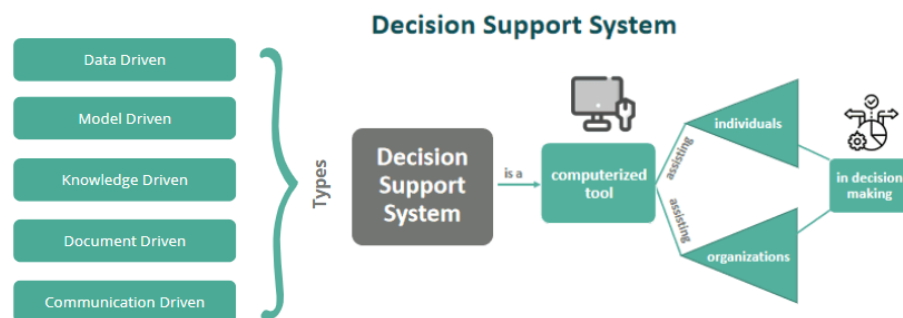 Decision Support System
Data Driven
Model Driven
Knowledge Driven
Document Driven
Communication Driven
Types
Decision
Support
System
is a
computerized
tool
assisting
assisting
individuals
organizations
in decision
making